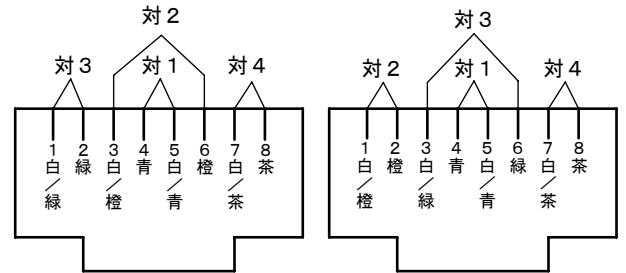 対2
対3 対1 対4
1 2 3 4 5 6 7 8
白/緑 緑 白/橙 青 白/青 橙 白/茶 茶
対3
対2 対1 対4
1 2 3 4 5 6 7 8
白/橙 橙 白/緑 青 白/青 緑 白/茶 茶